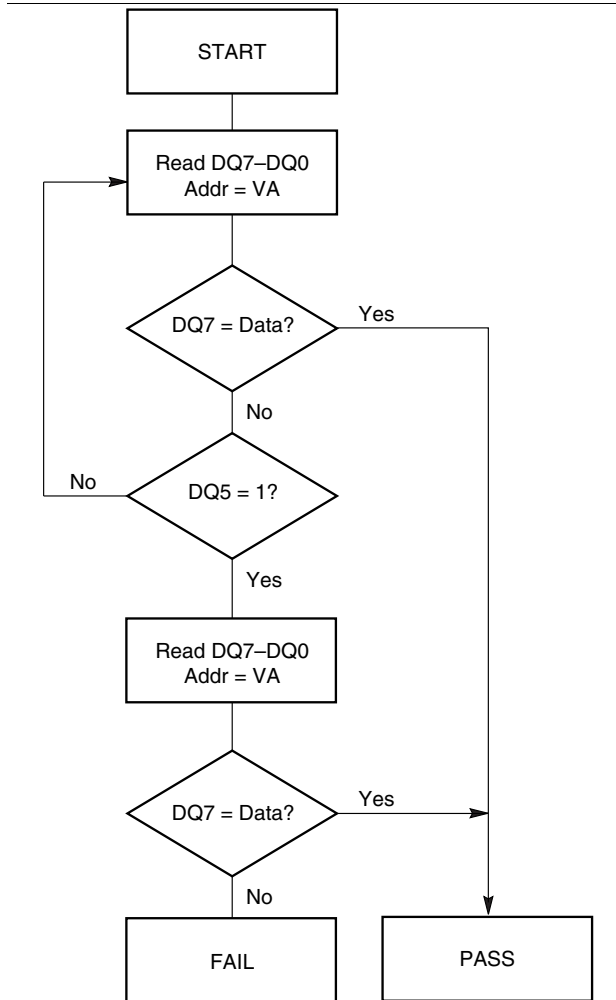 START
Read DQ7–DQ0
Addr = VA
DQ7 = Data?
Yes
No
DQ5 = 1?
No
Yes
Read DQ7–DQ0
Addr = VA
DQ7 = Data?
Yes
No
FAIL
PASS